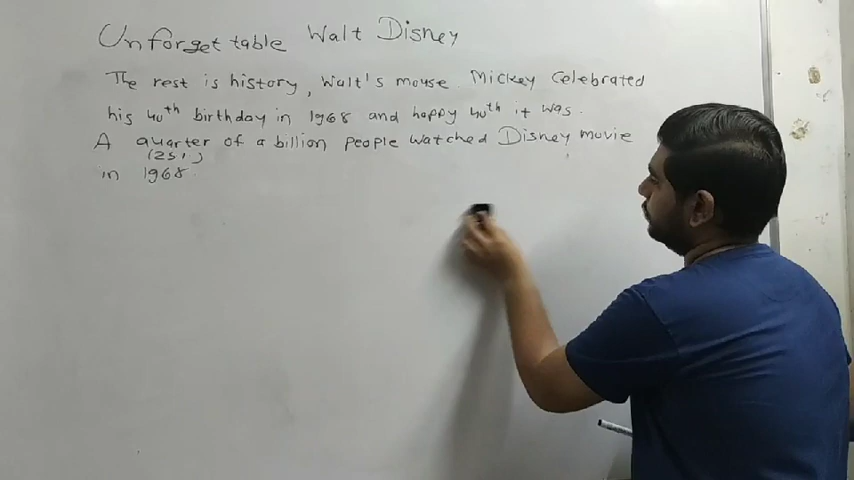 Unforgettable Walt Disney
The rest is history, Walt's mouse Mickey Celebrated
his 40th birthday in 1968 and happy 40th it was.
A quarter of a billion people watched Disney movie
(251)
in 1968.